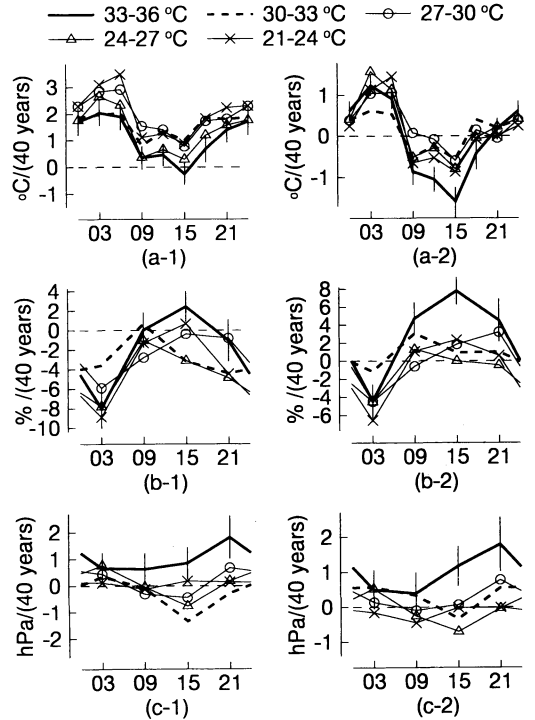 33-36 ºC 30-33 ºC 27-30 ºC
24-27 ºC 21-24 ºC
ºC/(40 years)
3
2
1
0
-1
03 09 15 21
(a-1)
ºC/(40 years)
1
0
-1
03 09 15 21
(a-2)
% /(40 years)
4
2
0
-2
-4
-6
-8
-10
03 09 15 21
(b-1)
% /(40 years)
8
6
4
2
0
-2
-4
-6
03 09 15 21
(b-2)
hPa/(40 years)
2
1
0
-1
-2
03 09 15 21
(c-1)
hPa/(40 years)
2
1
0
-1
03 09 15 21
(c-2)